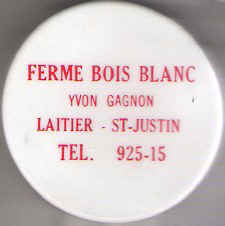 FERME BOIS BLANC
YVON GAGNON
LAITIER - ST-JUSTIN
TEL. 925-15